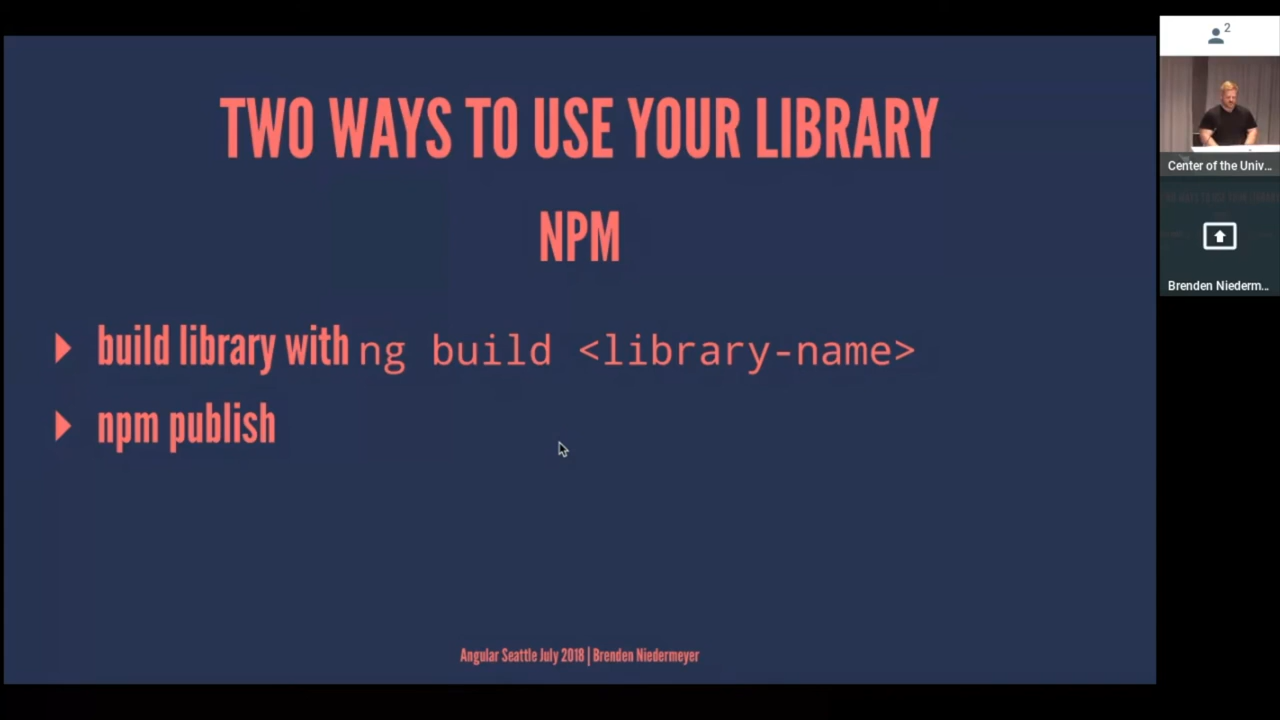 TWO WAYS TO USE YOUR LIBRARY
NPM
build library with ng build <library-name>
npm publish
Angular Seattle July 2018 | Brenden Niedermeyer
2
Center of the Univ...
Brenden Niederm...